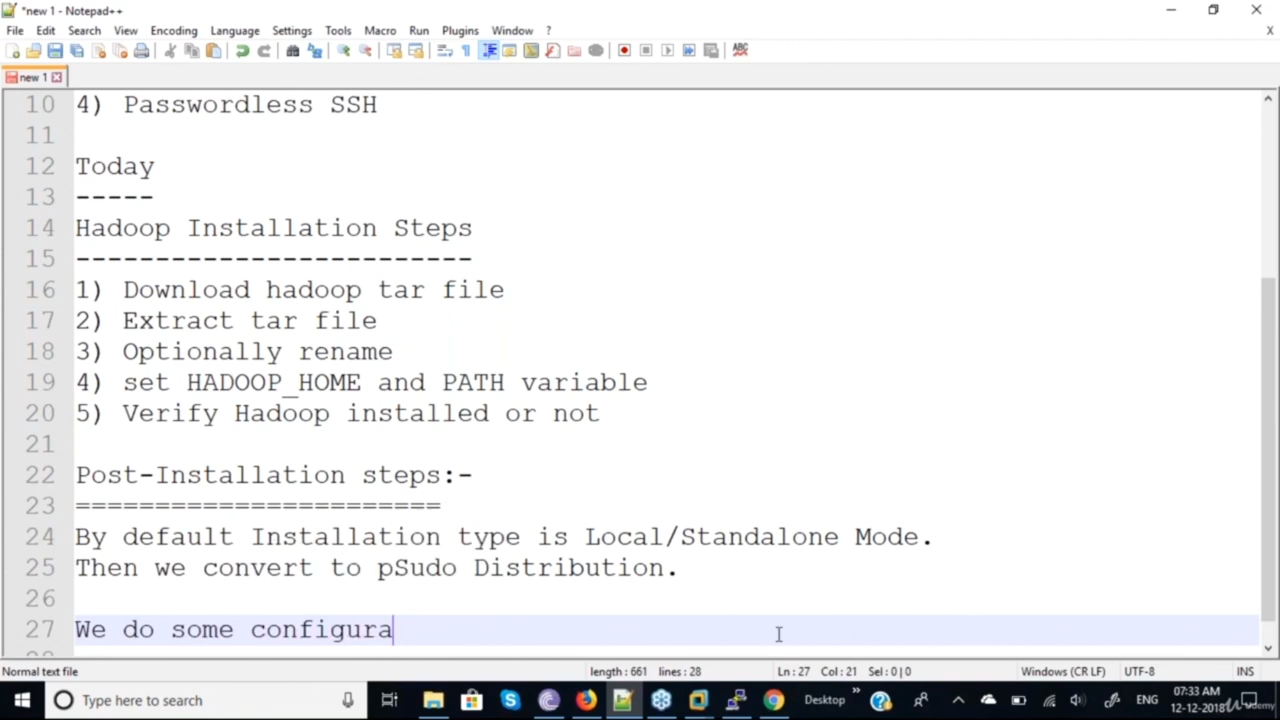 *new 1 - Notepad++
File Edit Search View Encoding Language Settings Tools Macro Run Plugins Window ? X
new 1
10 4) Passwordless SSH
11
12 Today
13 -----
14 Hadoop Installation Steps
15 -------------------------
16 1) Download hadoop tar file
17 2) Extract tar file
18 3) Optionally rename
19 4) set HADOOP_HOME and PATH variable
20 5) Verify Hadoop installed or not
21
22 Post-Installation steps:-
23 =======================
24 By default Installation type is Local/Standalone Mode.
25 Then we convert to pSudo Distribution.
26
27 We do some configura
Normal text file length : 661 lines : 28 Ln : 27 Col : 21 Sel : 0 | 0 Windows (CR LF) UTF-8 INS
Type here to search Desktop ENG 07:33 AM
12-12-2018 Udemy